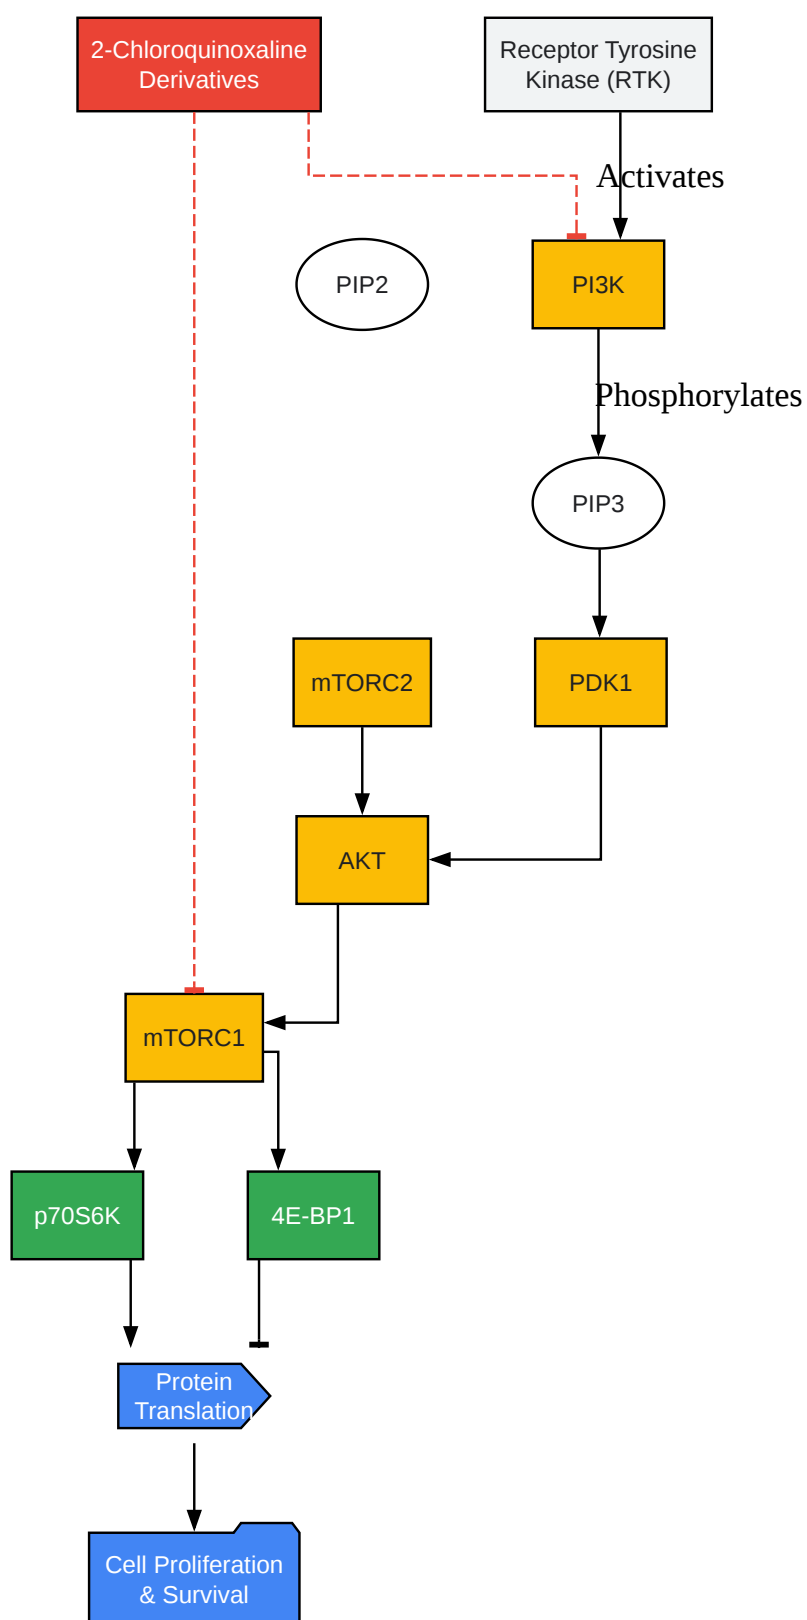 2-Chloroquinoxaline
Derivatives
Receptor Tyrosine
Kinase (RTK)
Activates
PIP2
PI3K
Phosphorylates
PIP3
mTORC2
PDK1
AKT
mTORC1
p70S6K
4E-BP1
Protein
Translation
Cell Proliferation
& Survival